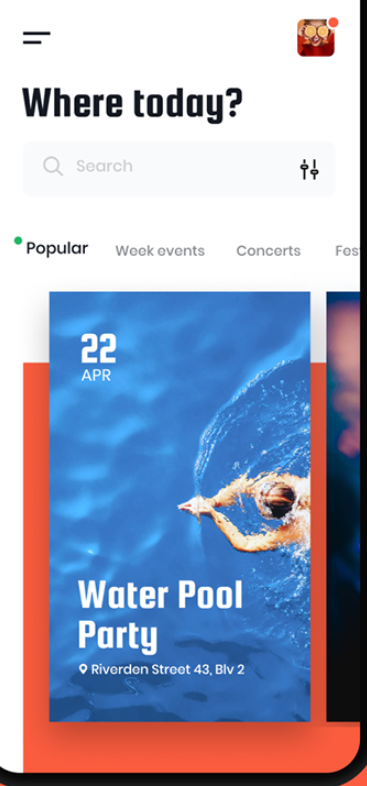 Where today?
Search
Popular Week events Concerts Fes
22
APR
Water Pool
Party
Riverden Street 43, Blv 2